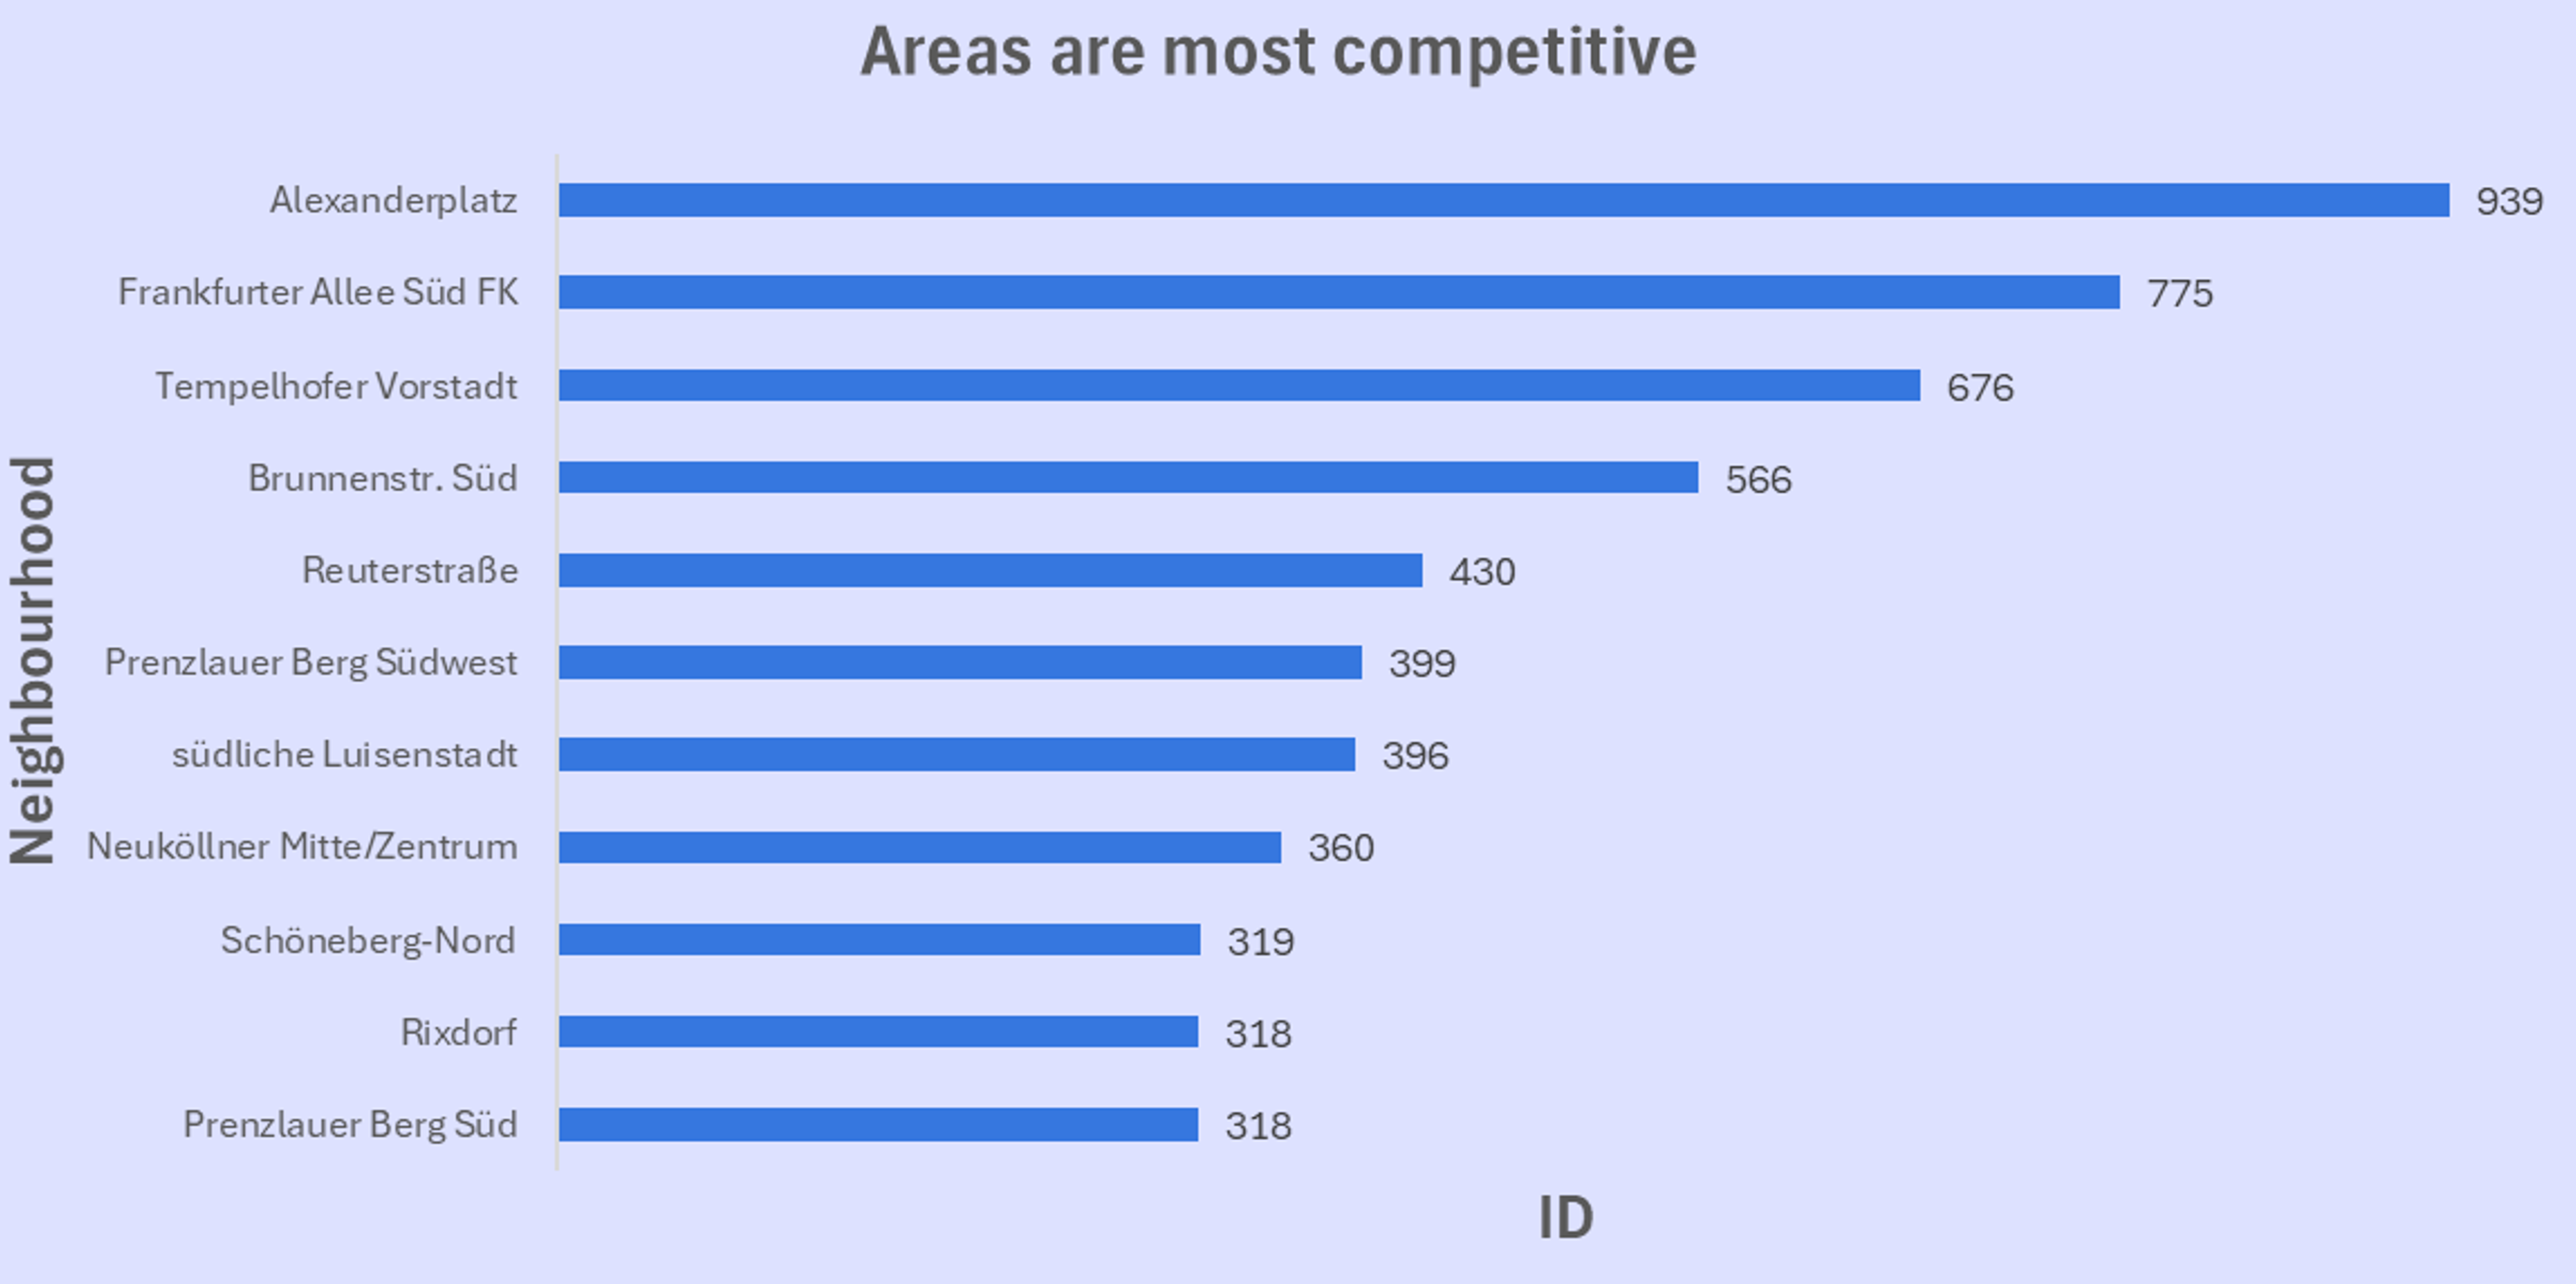 Areas are most competitive
Neighbourhood
Alexanderplatz 939
Frankfurter Allee Süd FK 775
Tempelhofer Vorstadt 676
Brunnenstr. Süd 566
Reuterstraße 430
Prenzlauer Berg Südwest 399
südliche Luisenstadt 396
Neuköllner Mitte/Zentrum 360
Schöneberg-Nord 319
Rixdorf 318
Prenzlauer Berg Süd 318
ID